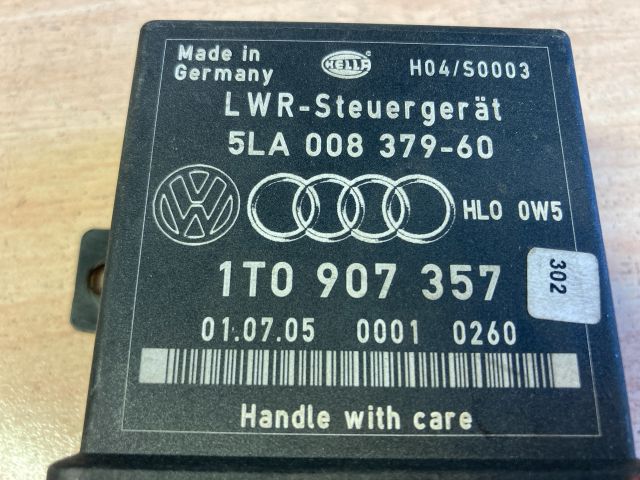 Made in
Germany
HELLA
H04/S0003
LWR-Steuergerät
5LA 008 379-60
HLO 0W5
1T0 907 357
302
01.07.05 0001 0260
Handle with care